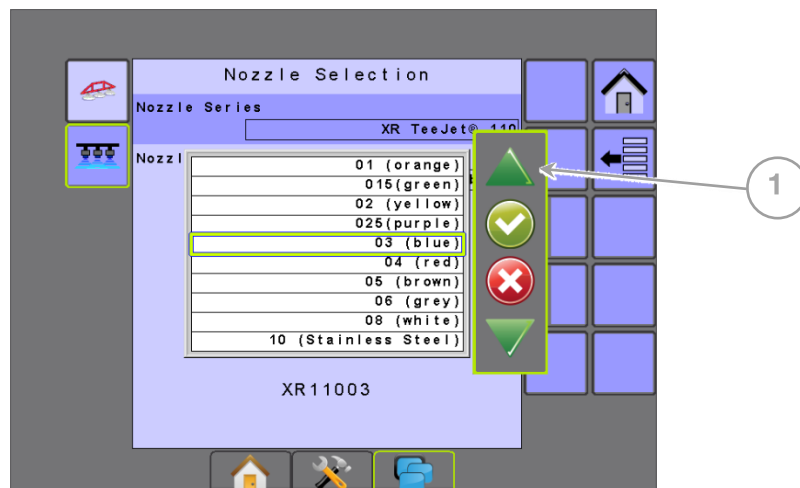 Nozzle Selection
Nozzle Series
XR TeeJet® 110
Nozzl
01 (orange)
015(green)
02 (yellow)
025(purple)
03 (blue)
04 (red)
05 (brown)
06 (grey)
08 (white)
10 (Stainless Steel)
XR11003
1